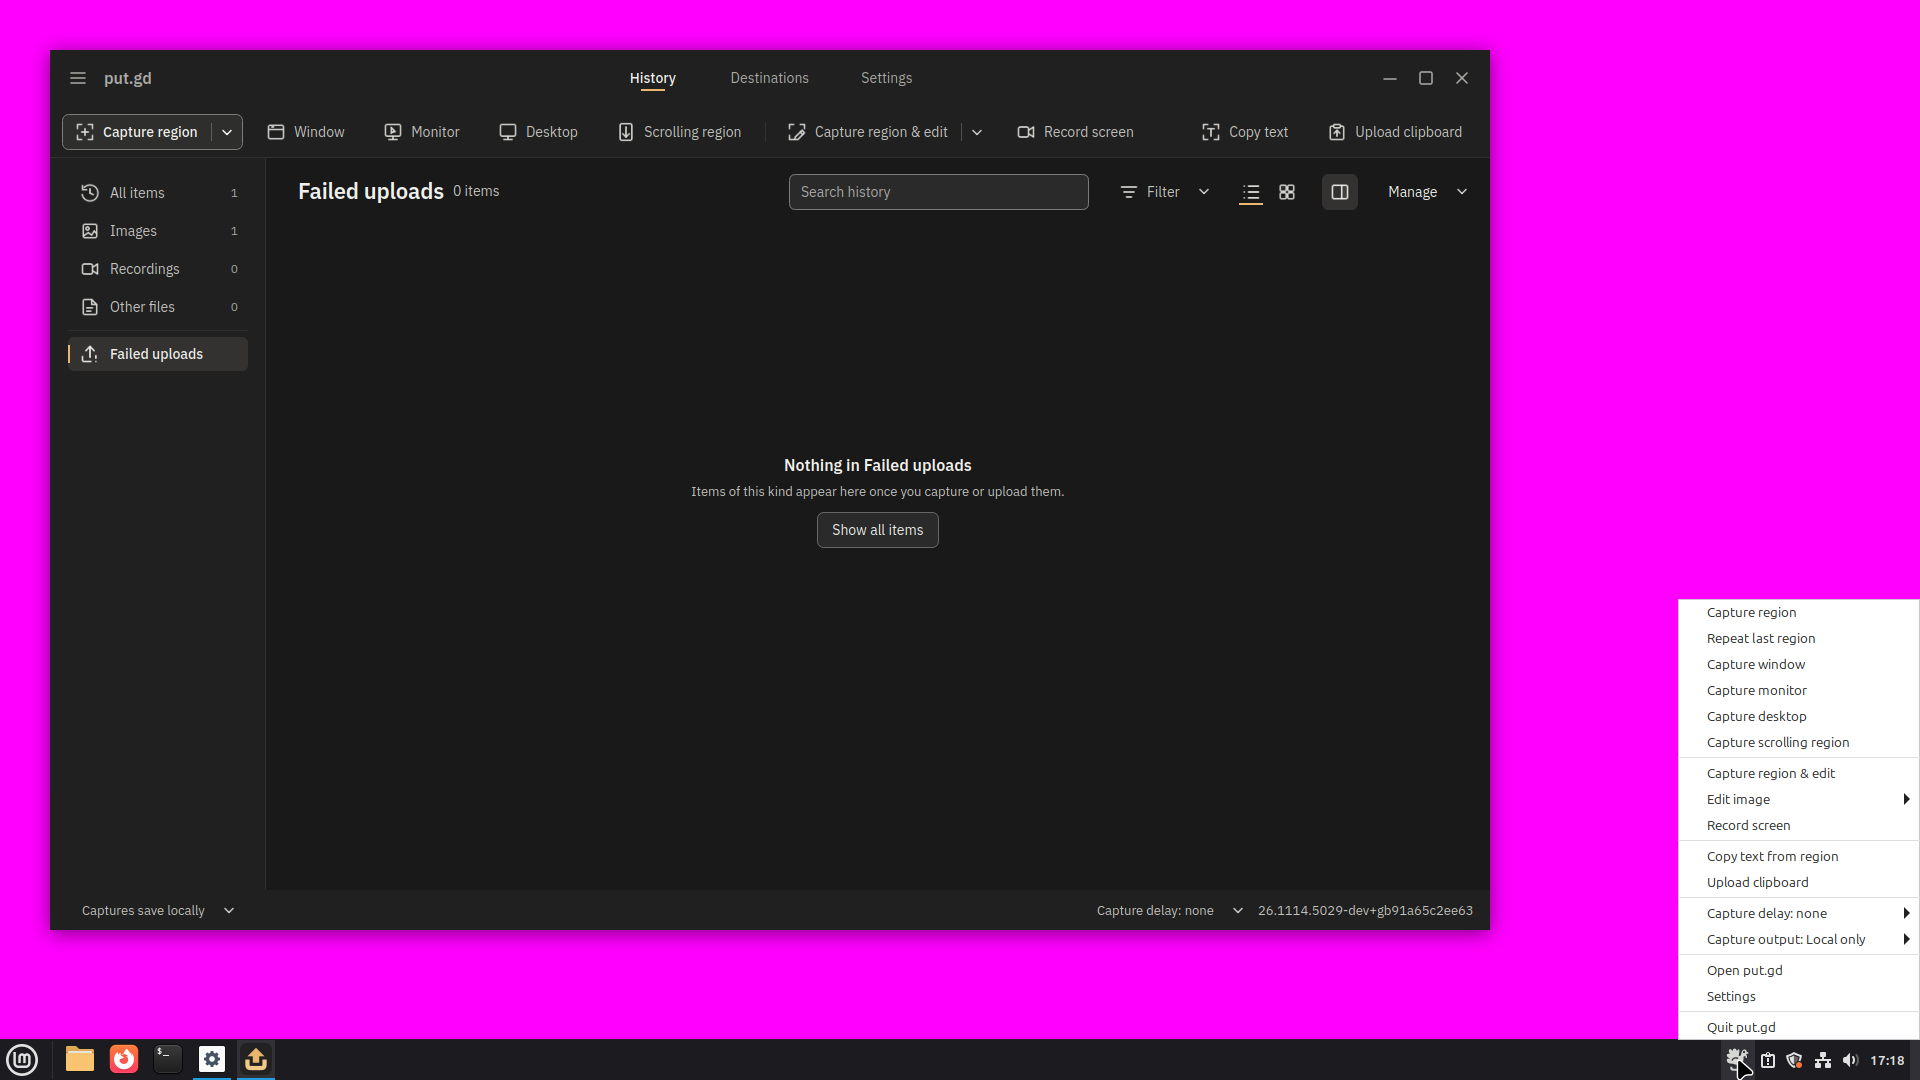 put.gd
History
Destinations
Settings
Capture region
Window
Monitor
Desktop
Scrolling region
Capture region & edit
Record screen
Copy text
Upload clipboard
All items 1
Images 1
Recordings 0
Other files 0
Failed uploads
Failed uploads 0 items
Search history
Filter
Manage
Nothing in Failed uploads
Items of this kind appear here once you capture or upload them.
Show all items
Captures save locally
Capture delay: none
26.1114.5029-dev+gb91a65c2ee63
Capture region
Repeat last region
Capture window
Capture monitor
Capture desktop
Capture scrolling region
Capture region & edit
Edit image
Record screen
Copy text from region
Upload clipboard
Capture delay: none
Capture output: Local only
Open put.gd
Settings
Quit put.gd
17:18